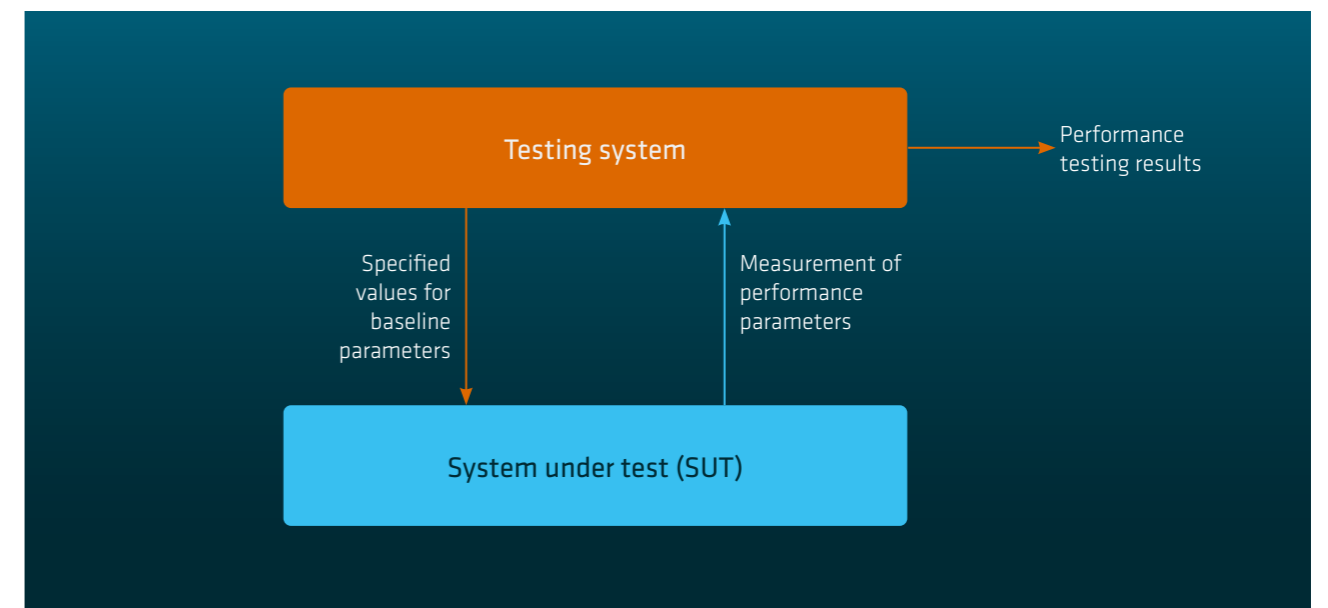 Testing system
Performance
testing results
Specified
values for
baseline
parameters
Measurement of
performance
parameters
System under test (SUT)